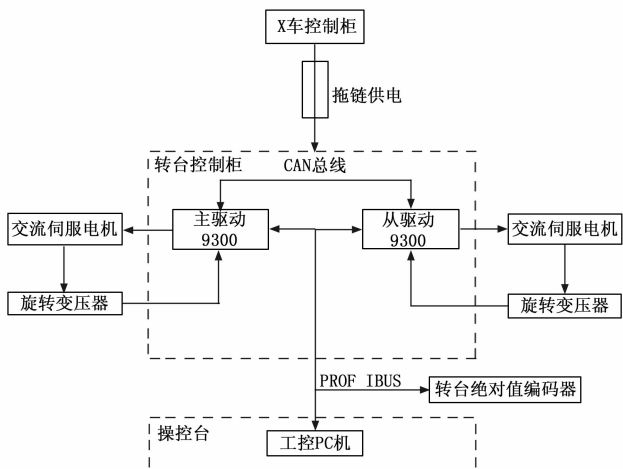 X车控制柜
拖链供电
转台控制柜
CAN总线
交流伺服电机
主驱动
9300
从驱动
9300
交流伺服电机
旋转变压器
旋转变压器
PROF IBUS
转台绝对值编码器
操控台
工控PC机